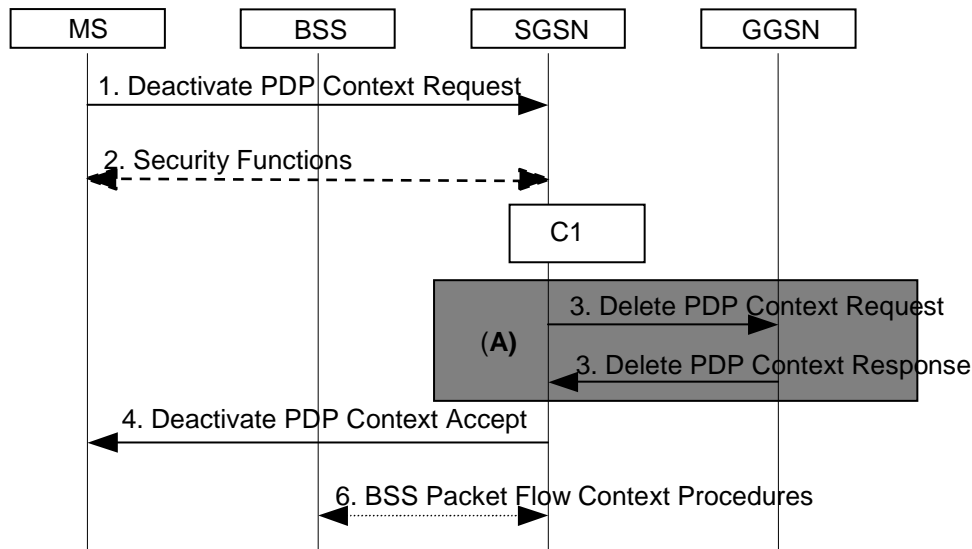 MS BSS SGSN GGSN
1. Deactivate PDP Context Request
2. Security Functions
C1
3. Delete PDP Context Request
(A)
3. Delete PDP Context Response
4. Deactivate PDP Context Accept
6. BSS Packet Flow Context Procedures